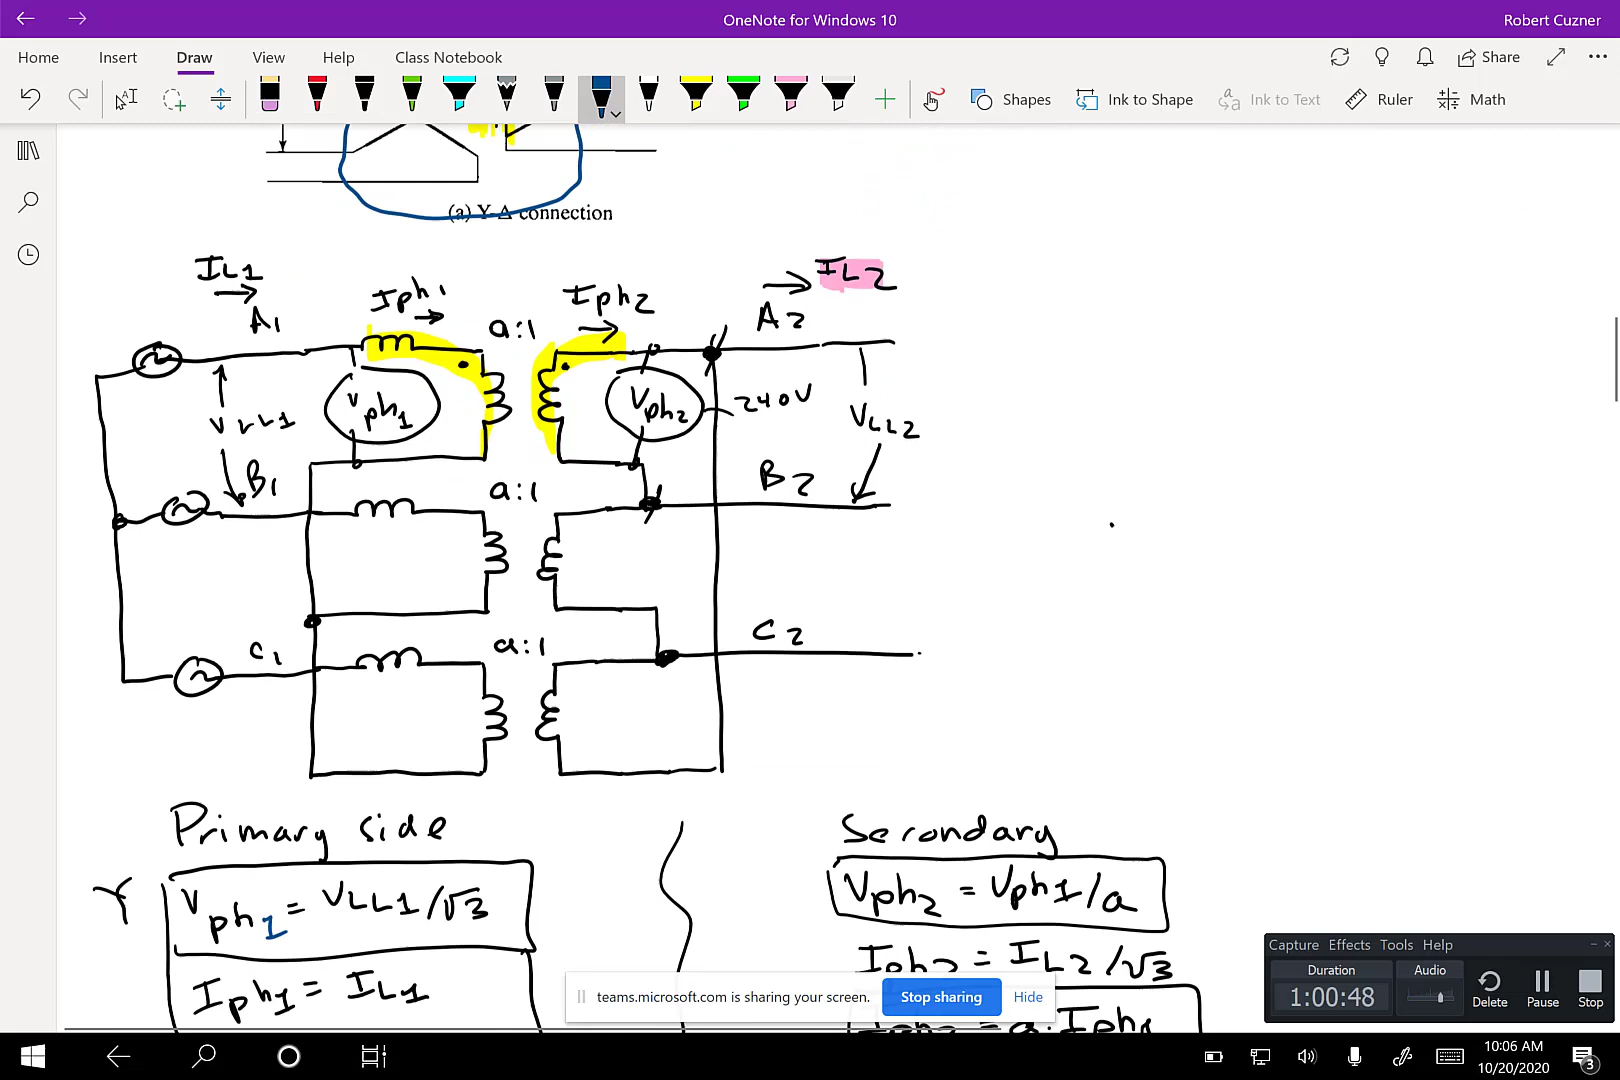 OneNote for Windows 10
Robert Cuzner
Home Insert Draw View Help Class Notebook
Share
Shapes Ink to Shape Ink to Text Ruler Math
(a) Y-Δ connection
IL1
Iph1
Iph2
IL2
A1
a:1
A2
Vph1
Vph2
240V
VLL1
VLL2
B1
a:1
B2
C1
a:1
C2
Primary side
Secondary
Y
Vph1 = VLL1/√3
Vph2 = Vph1/a
Iph1 = IL1
Iph2 = IL2/√3
Iph2 = a·Iph1
teams.microsoft.com is sharing your screen. Stop sharing Hide
Capture Effects Tools Help
Duration
Audio
1:00:48
Delete Pause Stop
10:06 AM
10/20/2020
3